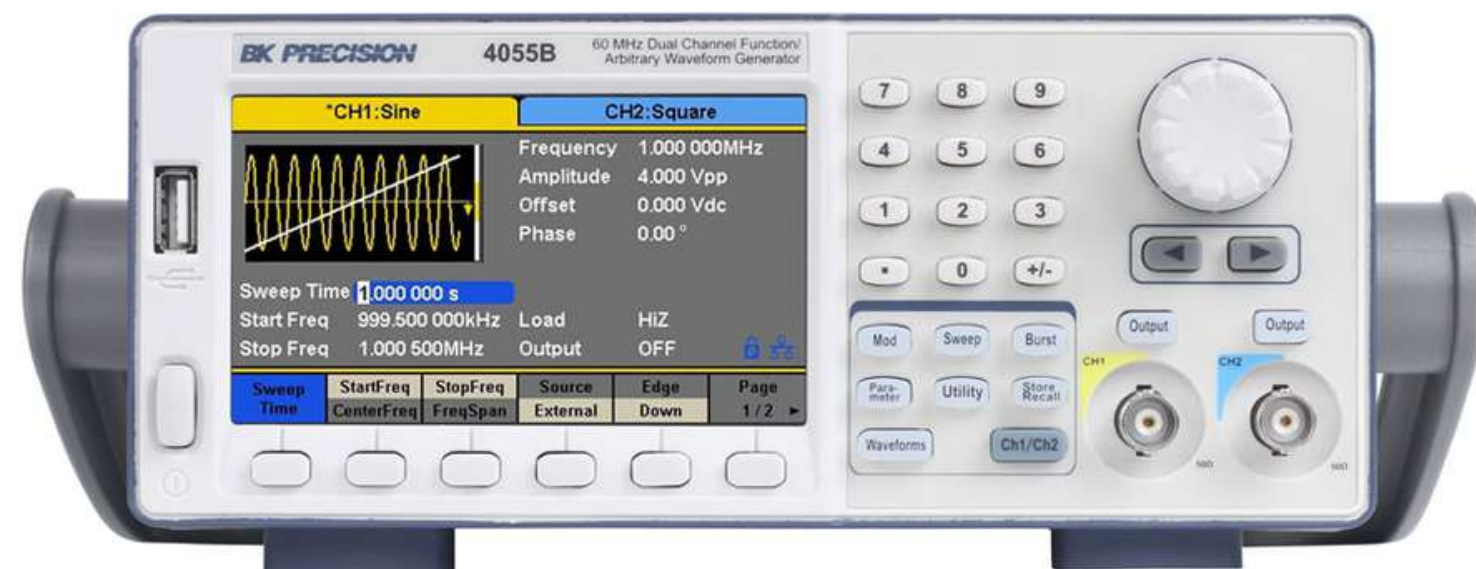 BK PRECISION 4055B 60 MHz Dual Channel Function/
Arbitrary Waveform Generator
*CH1:Sine CH2:Square
Frequency 1.000 000MHz
Amplitude 4.000 Vpp
Offset 0.000 Vdc
Phase 0.00 °
Sweep Time 1.000 000 s
Start Freq 999.500 000kHz Load HiZ
Stop Freq 1.000 500MHz Output OFF
Sweep Time
StartFreq
CenterFreq
StopFreq
FreqSpan
Source
External
Edge
Down
Page
1/2 ►
7 8 9
4 5 6
1 2 3
. 0 +/-
Mod Sweep Burst
Para-
meter
Utility
Store
Recall
Waveforms Ch1/Ch2
Output Output
CH1 CH2
50Ω 50Ω